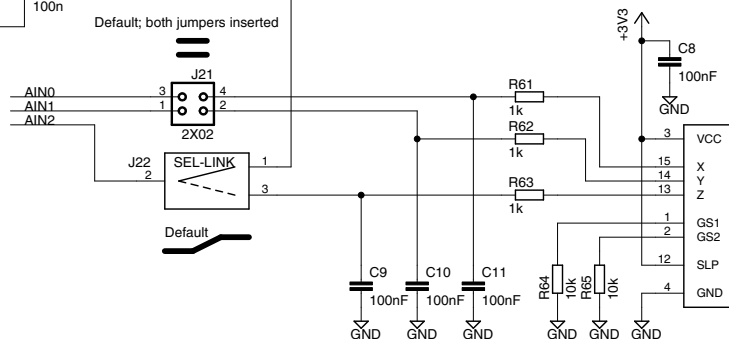 100n
Default; both jumpers inserted
+3V3
C8
100nF
GND
J21
AIN0
3
4
AIN1
1
2
AIN2
2X02
R61
1k
R62
1k
3
VCC
J22
2
SEL-LINK
1
3
15
X
14
Y
13
Z
R63
1k
Default
1
GS1
2
GS2
12
SLP
4
GND
C9
100nF
C10
100nF
C11
100nF
R64
10k
R65
10k
GND
GND
GND
GND
GND
GND